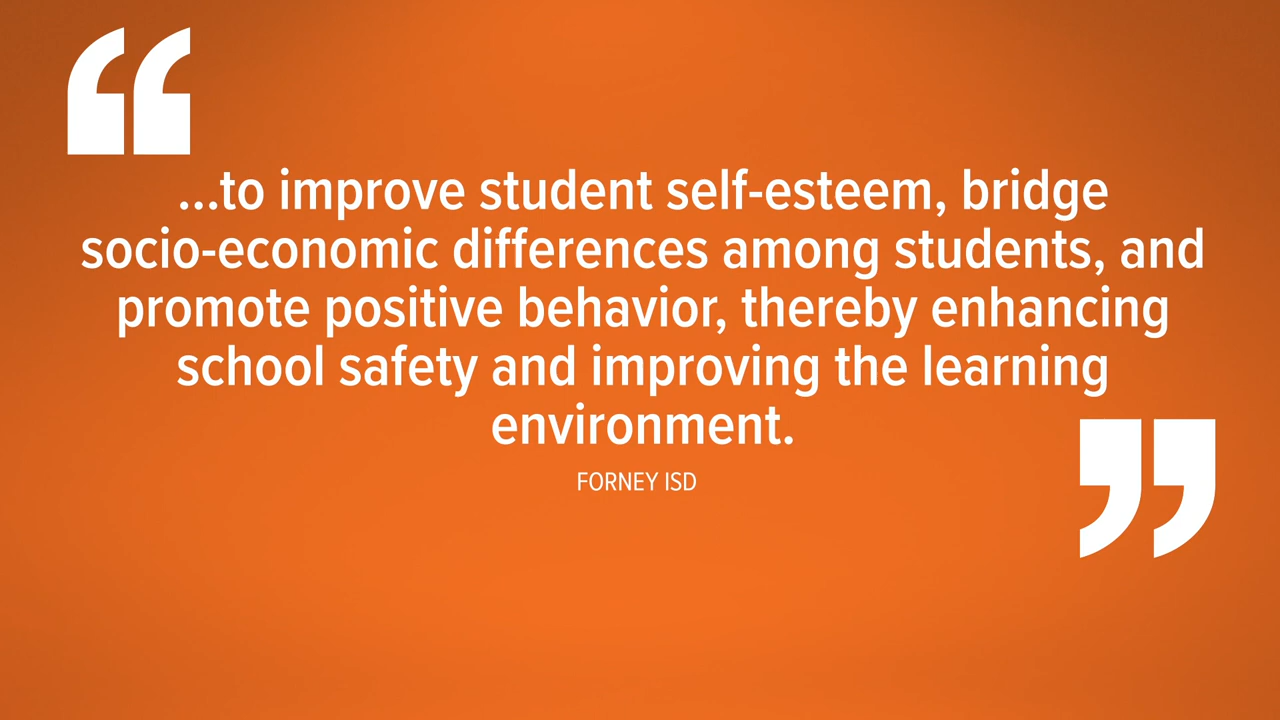 “
...to improve student self-esteem, bridge
socio-economic differences among students, and
promote positive behavior, thereby enhancing
school safety and improving the learning
environment.
”
FORNEY ISD